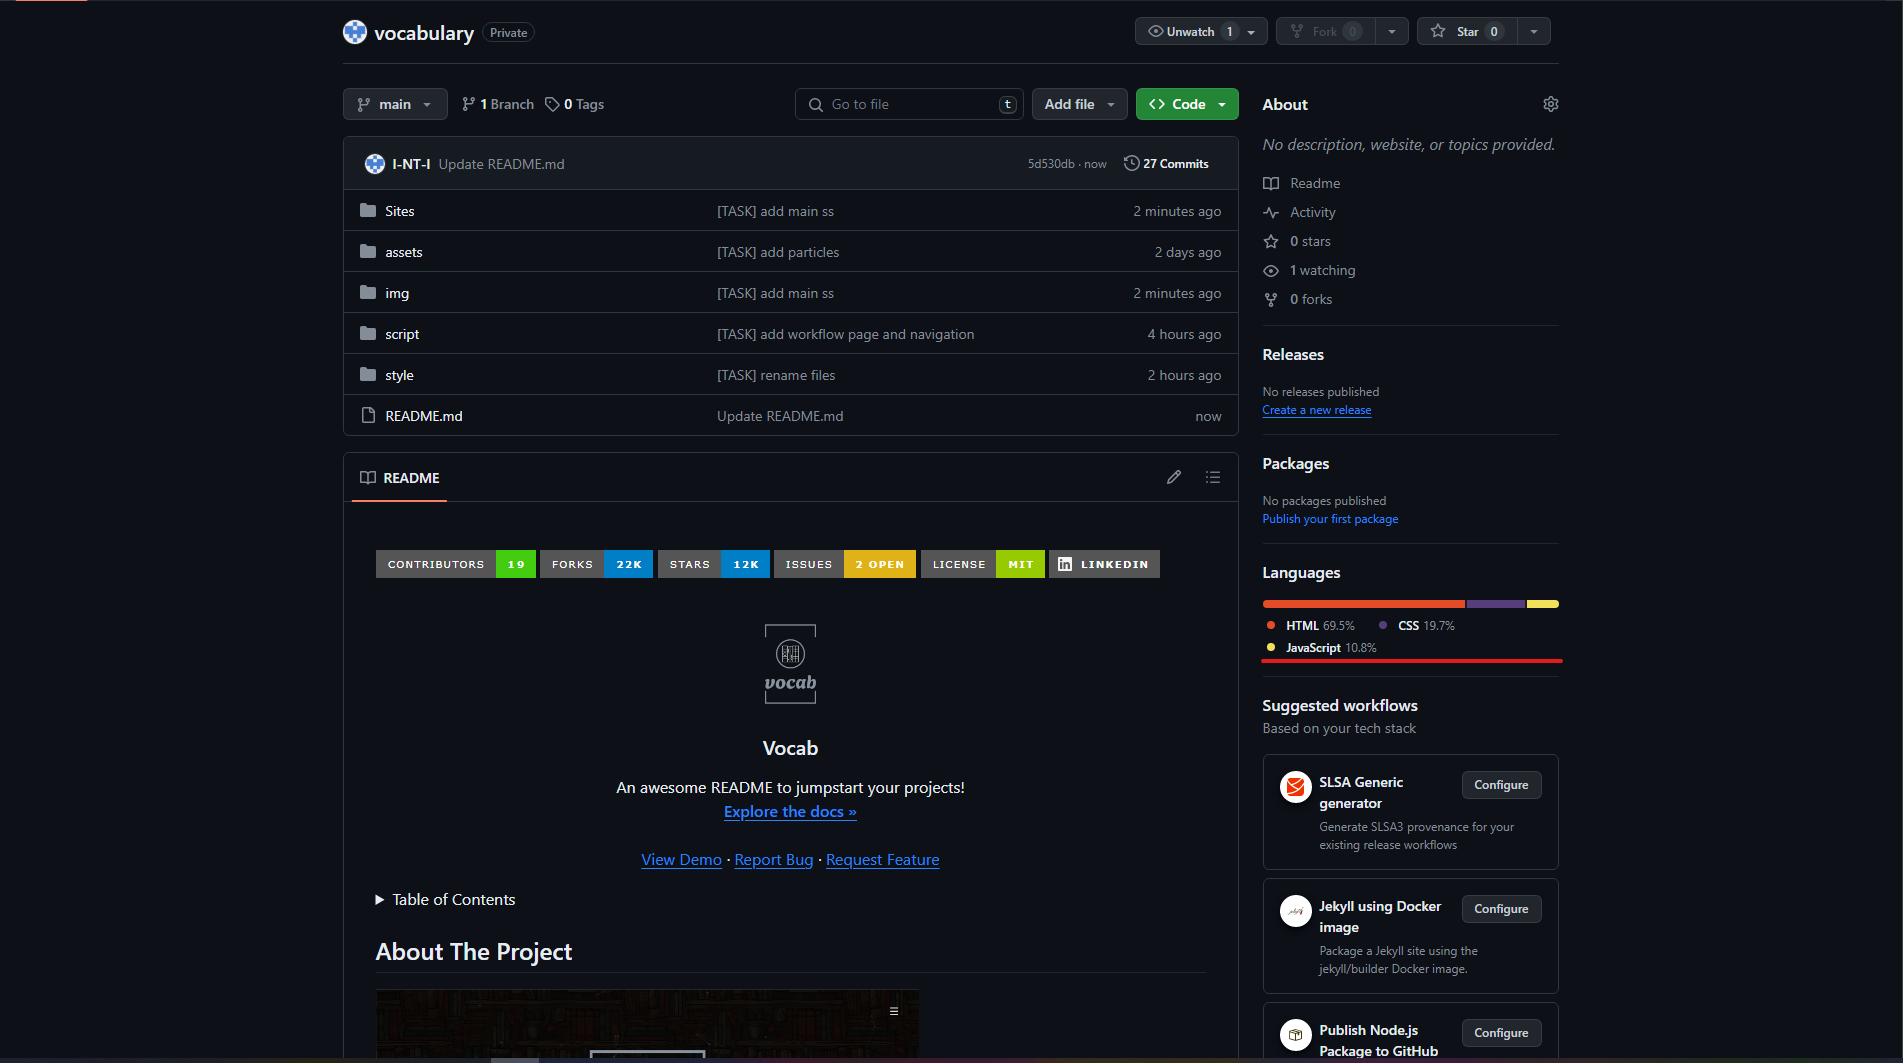 vocabulary Private
Unwatch 1
Fork 0
Star 0
main
1 Branch
0 Tags
Go to file t
Add file
<> Code
I-NT-I Update README.md 5d530db · now 27 Commits
Sites [TASK] add main ss 2 minutes ago
assets [TASK] add particles 2 days ago
img [TASK] add main ss 2 minutes ago
script [TASK] add workflow page and navigation 4 hours ago
style [TASK] rename files 2 hours ago
README.md Update README.md now
README
CONTRIBUTORS 19 FORKS 22K STARS 12K ISSUES 2 OPEN LICENSE MIT in LINKEDIN
vocab
Vocab
An awesome README to jumpstart your projects!
Explore the docs »
View Demo · Report Bug · Request Feature
Table of Contents
About The Project
About
No description, website, or topics provided.
Readme
Activity
0 stars
1 watching
0 forks
Releases
No releases published
Create a new release
Packages
No packages published
Publish your first package
Languages
HTML 69.5% CSS 19.7%
JavaScript 10.8%
Suggested workflows
Based on your tech stack
SLSA Generic
generator
Configure
Generate SLSA3 provenance for your
existing release workflows
Jekyll using Docker
image
Configure
Package a Jekyll site using the
jekyll/builder Docker image.
Publish Node.js
Package to GitHub
Configure